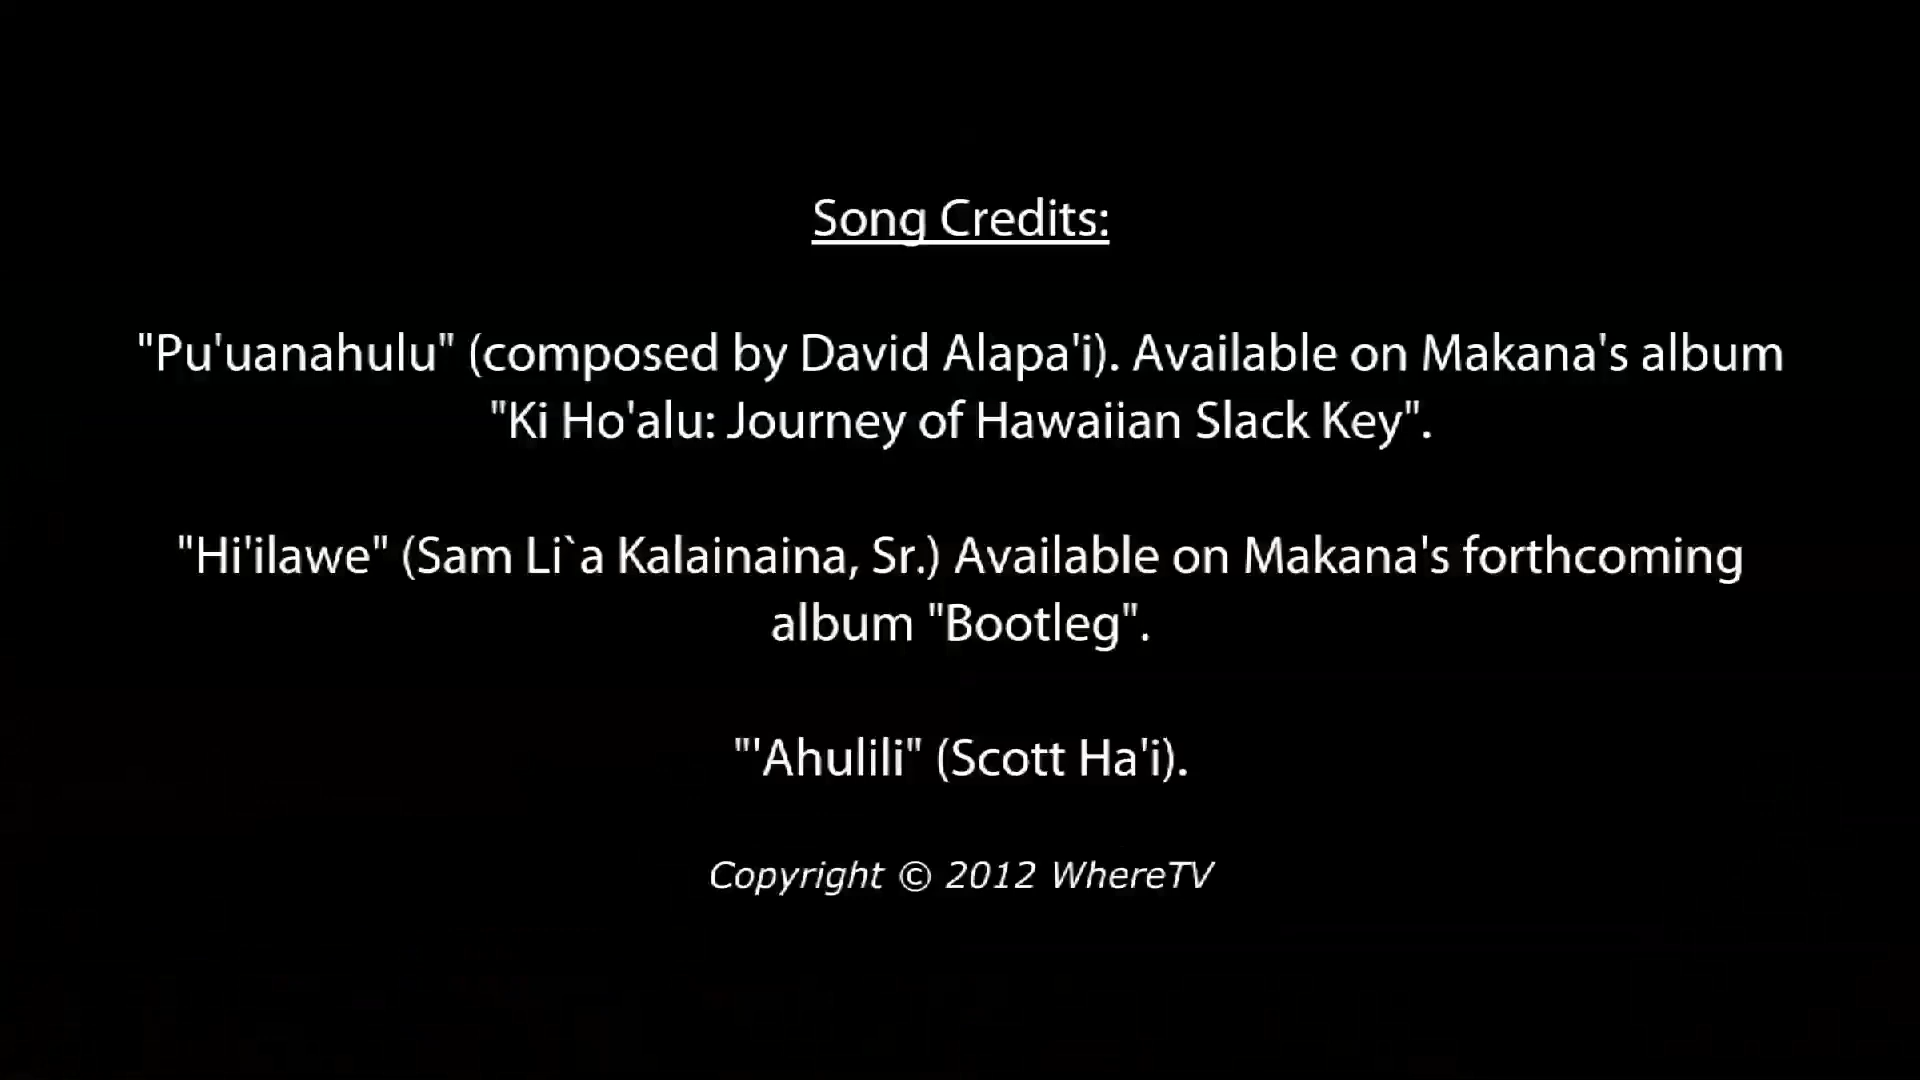 Song Credits:
"Pu'uanahulu" (composed by David Alapa'i). Available on Makana's album
"Ki Ho'alu: Journey of Hawaiian Slack Key".
"Hi'ilawe" (Sam Li`a Kalainaina, Sr.) Available on Makana's forthcoming
album "Bootleg".
"'Ahulili" (Scott Ha'i).
Copyright © 2012 WhereTV